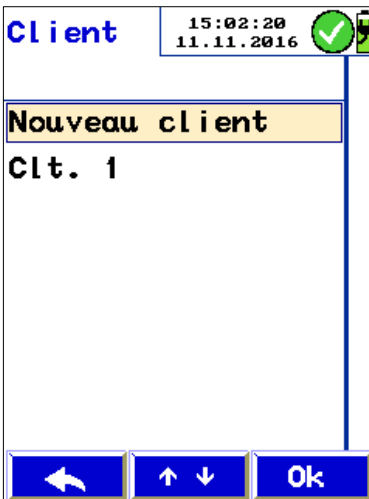 Client
15:02:20
11.11.2016
Nouveau client
Clt. 1
Ok